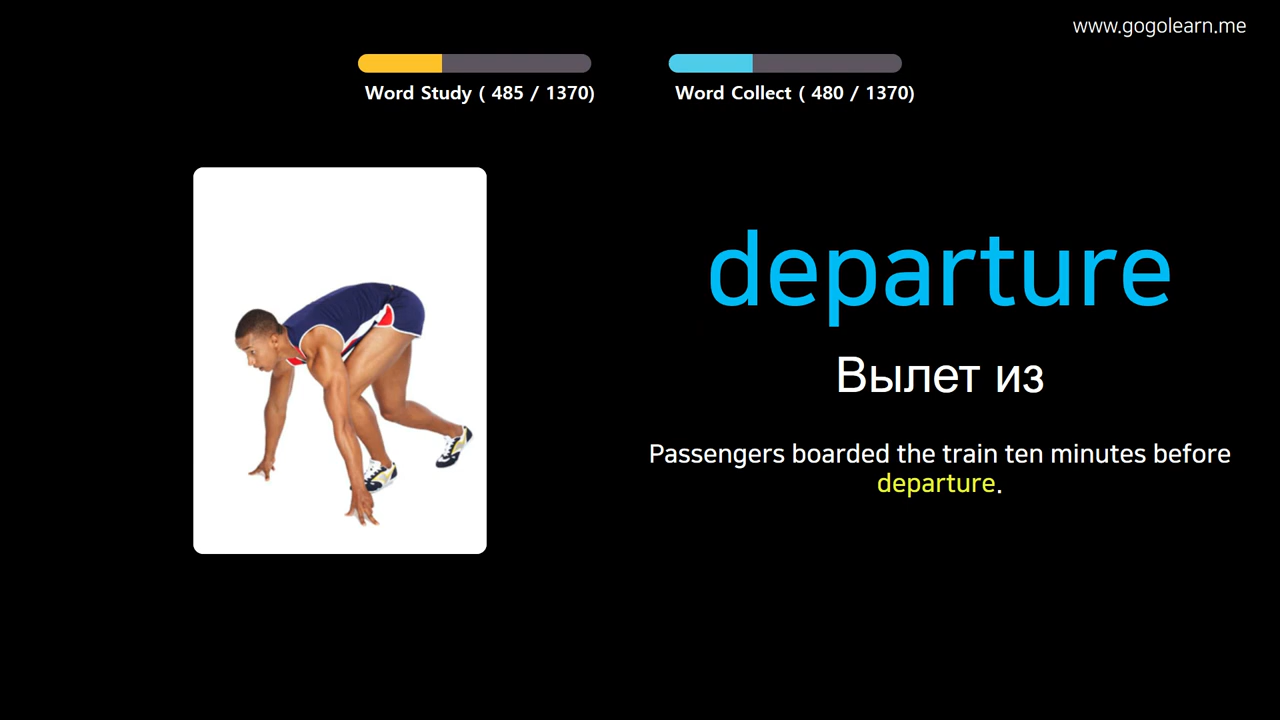 www.gogolearn.me
Word Study ( 485 / 1370)
Word Collect ( 480 / 1370)
departure
Вылет из
Passengers boarded the train ten minutes before
departure.